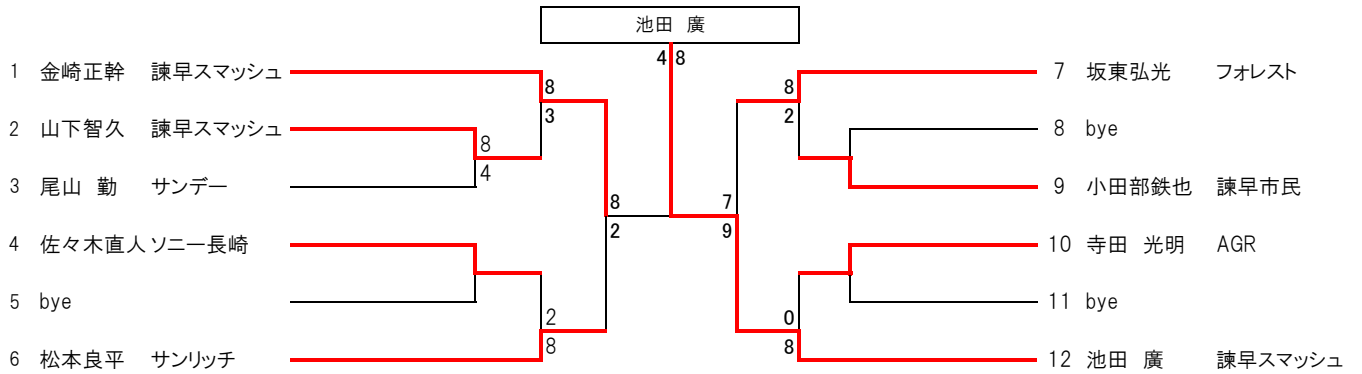 池田 廣
4 8
1 金崎正幹 諫早スマッシュ
8
3
2 山下智久 諫早スマッシュ
8
4
3 尾山 勤 サンデー
8
2
4 佐々木直人 ソニー長崎
5 bye
2
8
6 松本良平 サンリッチ
7 坂東弘光 フォレスト
8
2
8 bye
9 小田部鉄也 諫早市民
7
9
10 寺田 光明 AGR
11 bye
0
8
12 池田 廣 諫早スマッシュ